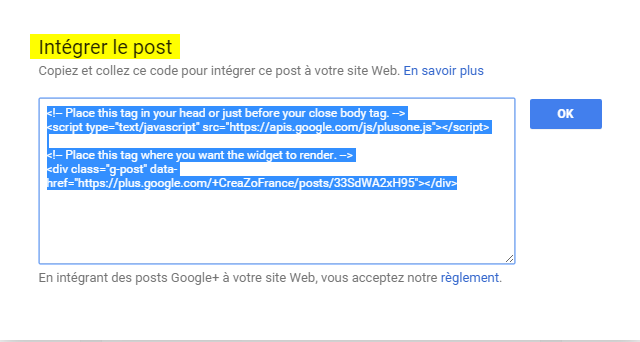 Intégrer le post
Copiez et collez ce code pour intégrer ce post à votre site Web. En savoir plus
<!-- Place this tag in your head or just before your close body tag. -->
<script type="text/javascript" src="https://apis.google.com/js/plusone.js"></script>
<!-- Place this tag where you want the widget to render. -->
<div class="g-post" data-
href="https://plus.google.com/+CreaZoFrance/posts/33SdWA2xH95"></div>
OK
En intégrant des posts Google+ à votre site Web, vous acceptez notre règlement.